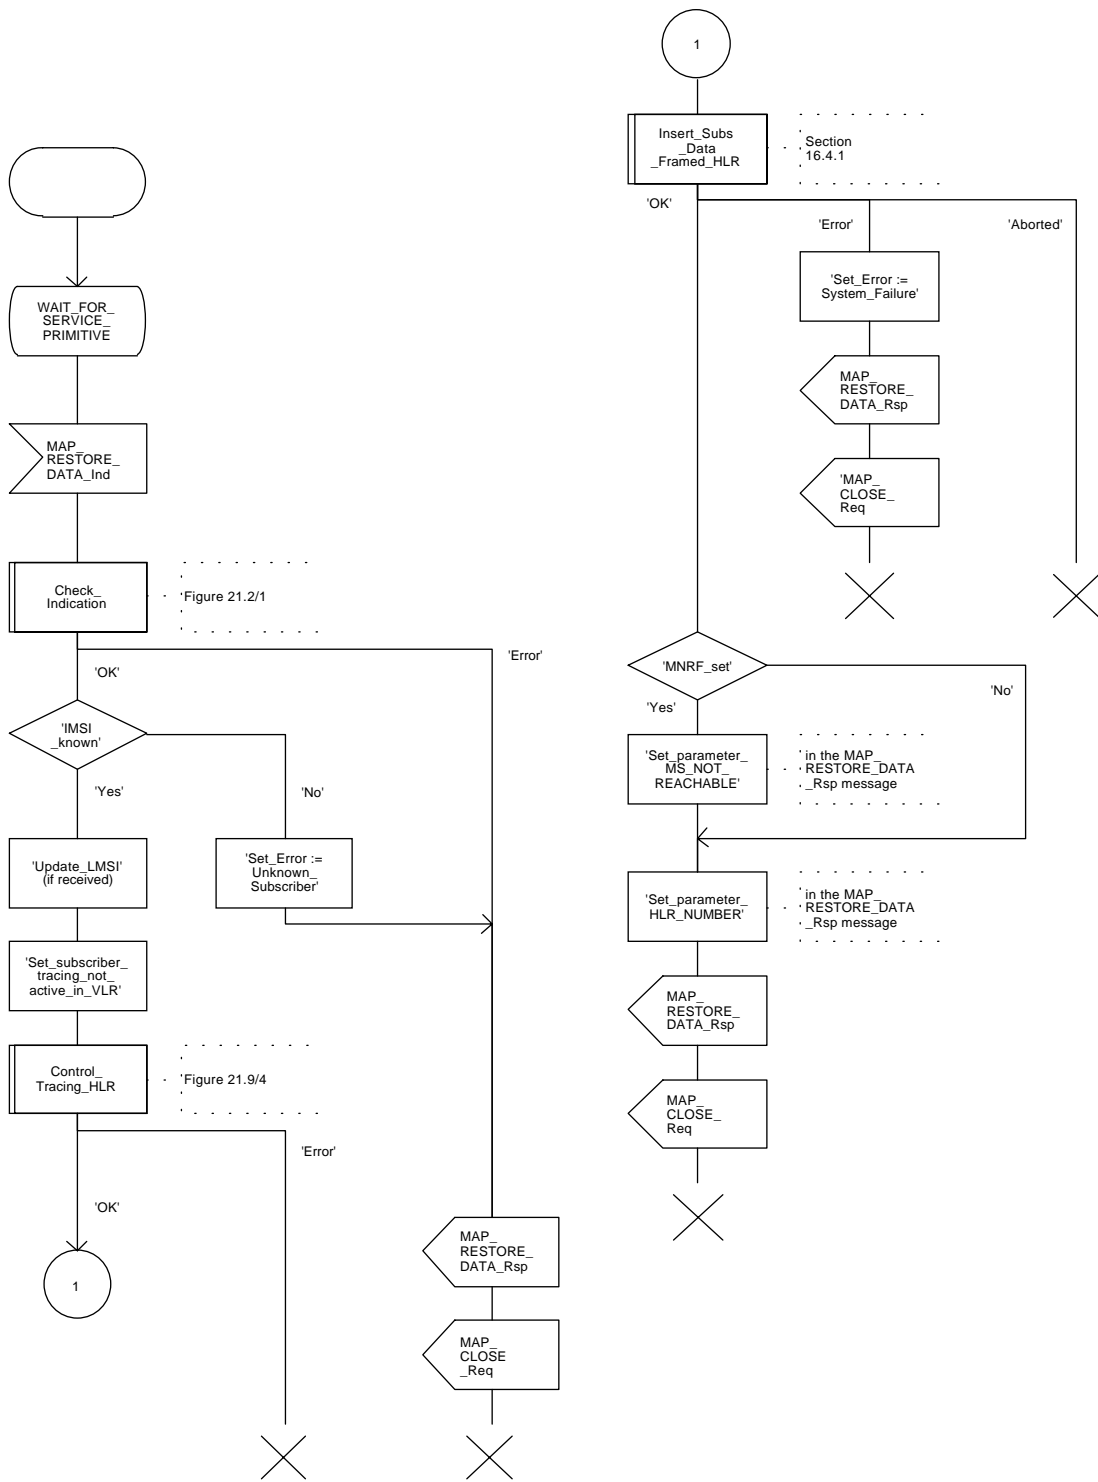 WAIT_FOR_
SERVICE_
PRIMITIVE
MAP_
RESTORE_
DATA_Ind
Check_
Indication
Figure 21.2/1
'Error'
'OK'
'IMSI
_known'
'Yes'
'No'
'Update_LMSI'
(if received)
'Set_Error :=
Unknown_
Subscriber'
'Set_subscriber_
tracing_not_
active_in_VLR'
Control_
Tracing_HLR
Figure 21.9/4
'Error'
'OK'
1
MAP_
RESTORE_
DATA_Rsp
MAP_
CLOSE
_Req
1
Insert_Subs
_Data
_Framed_HLR
Section
16.4.1
'OK'
'Error'
'Aborted'
'Set_Error :=
System_Failure'
MAP_
RESTORE_
DATA_Rsp
'MAP_
CLOSE_
Req
'MNRF_set'
'No'
'Yes'
'Set_parameter_
MS_NOT_
REACHABLE'
in the MAP_
RESTORE_DATA
_Rsp message
'Set_parameter_
HLR_NUMBER'
in the MAP_
RESTORE_DATA
_Rsp message
MAP_
RESTORE_
DATA_Rsp
MAP_
CLOSE_
Req